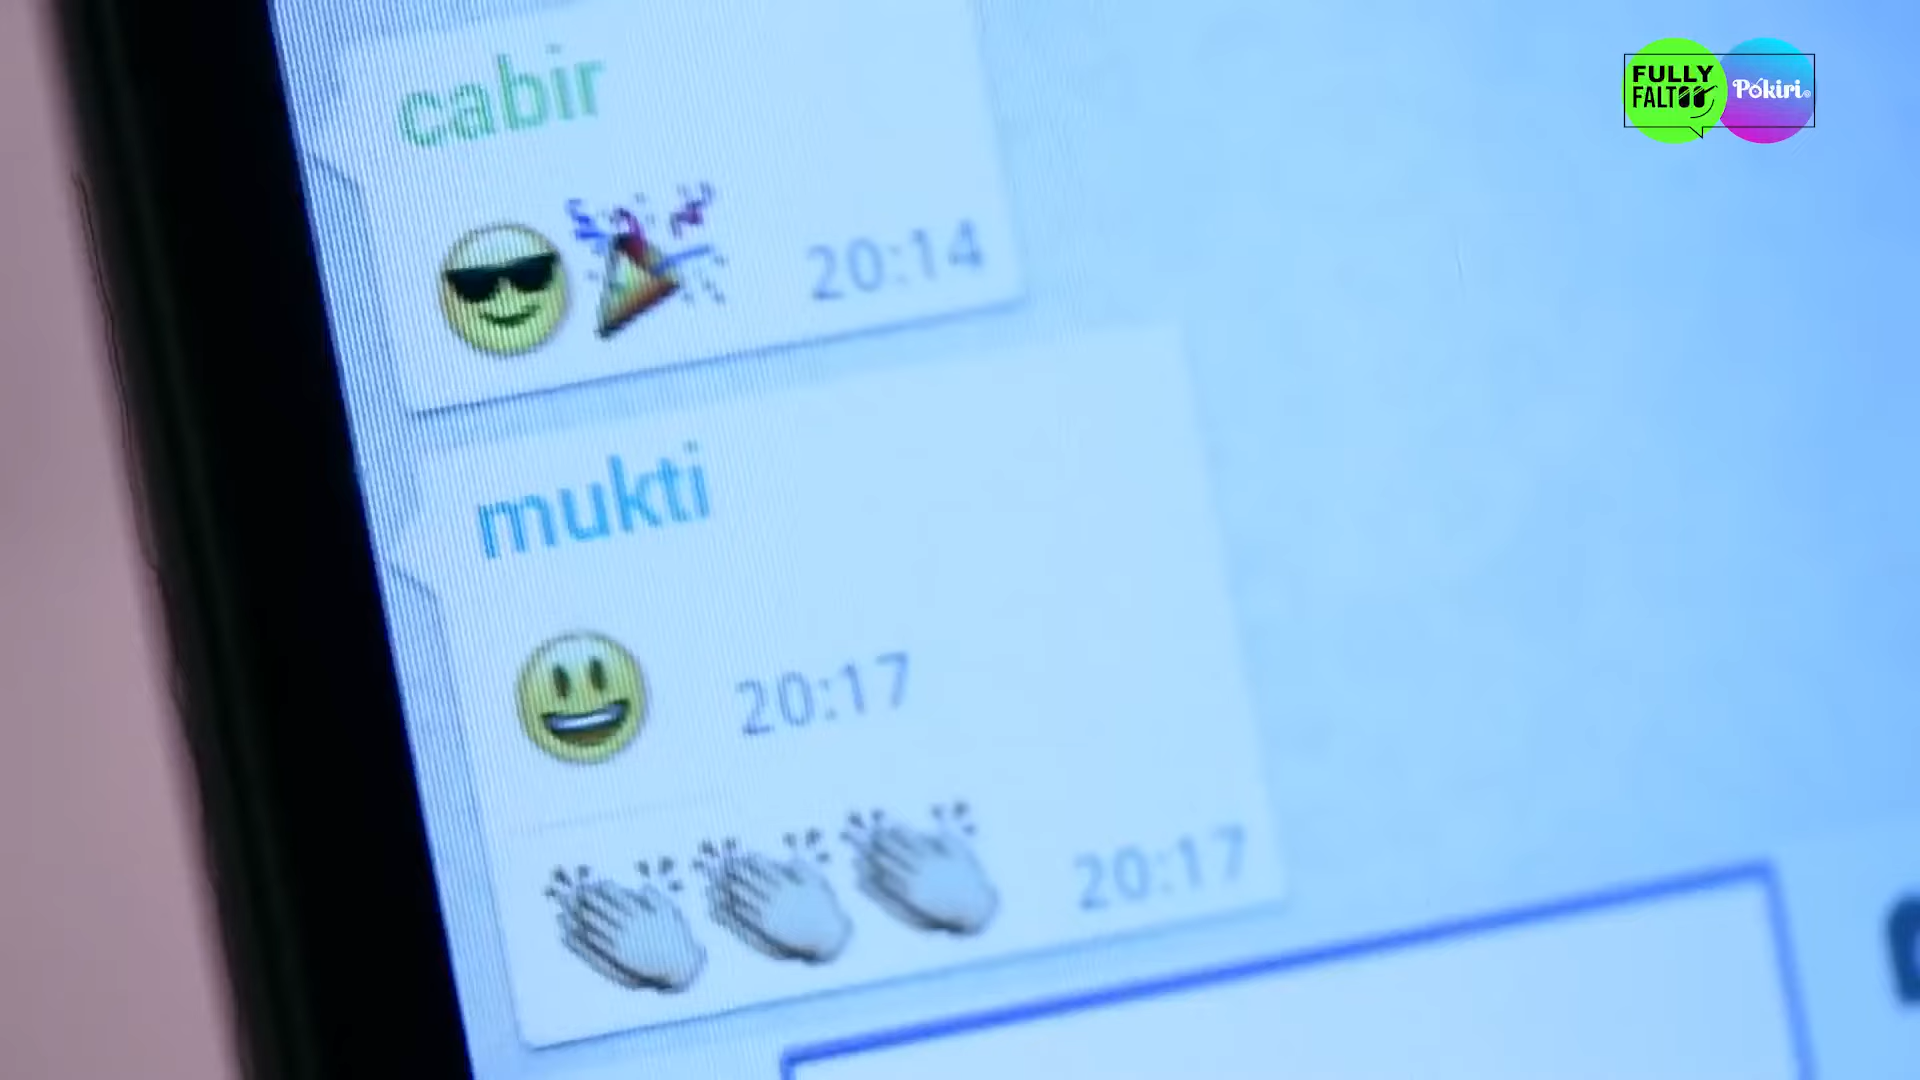 cabir
😎🎉 20:14
mukti
😃 20:17
👏👏👏 20:17
FULLY
FALTOO
Pokiri